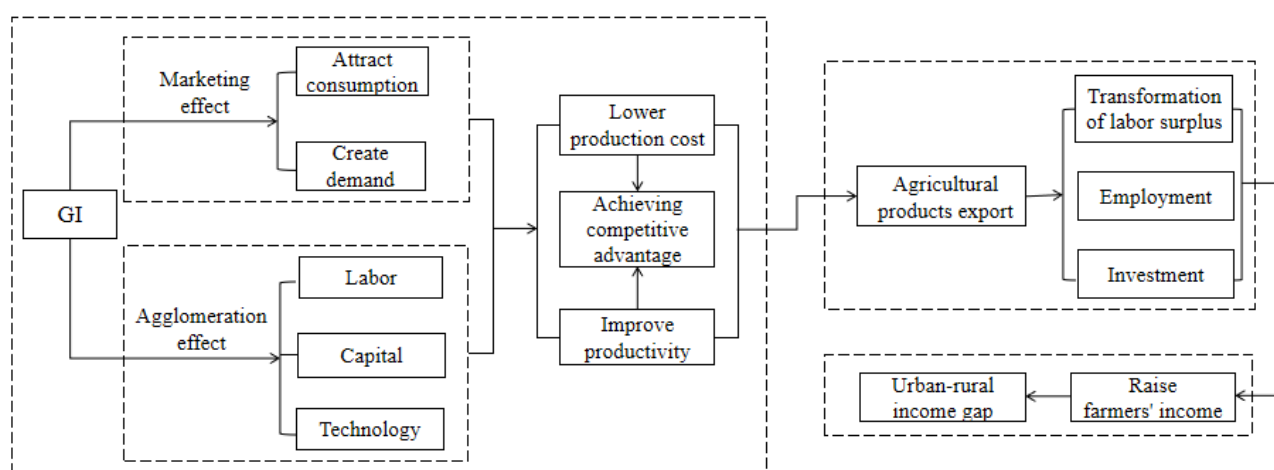 GI
Marketing
effect
Attract
consumption
Create
demand
Agglomeration
effect
Labor
Capital
Technology
Lower
production cost
Achieving
competitive
advantage
Improve
productivity
Agricultural
products export
Transformation
of labor surplus
Employment
Investment
Urban-rural
income gap
Raise
farmers' income